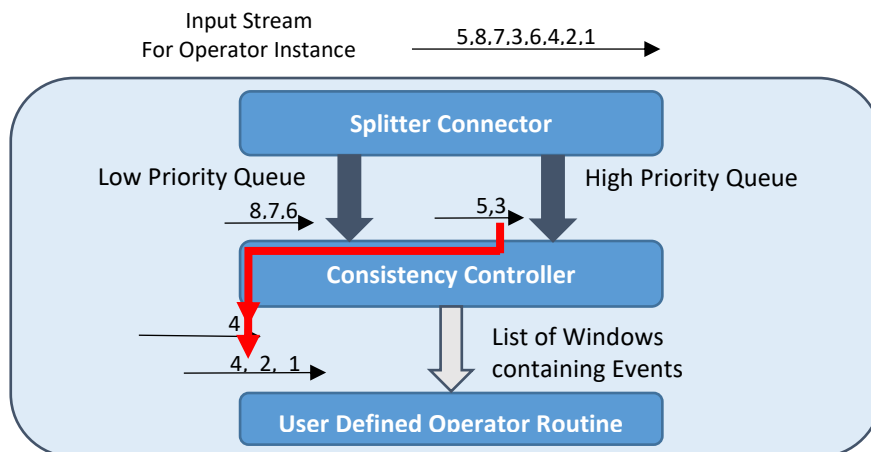 Input Stream
For Operator Instance
5,8,7,3,6,4,2,1
Splitter Connector
Low Priority Queue
High Priority Queue
8,7,6
5,3
Consistency Controller
4
4, 2, 1
List of Windows
containing Events
User Defined Operator Routine